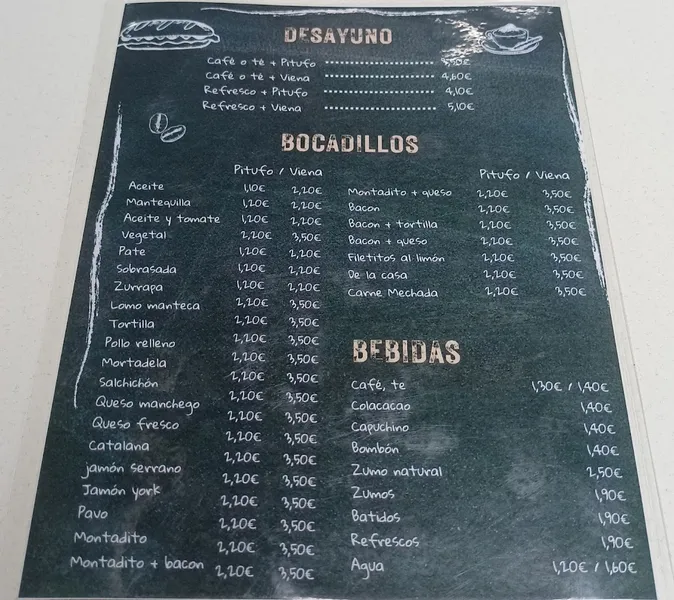 DESAYUNO
Café o té + Pitufo
Café o té + Viena 4,60€
Refresco + Pitufo 4,10€
Refresco + Viena 5,10€
BOCADILLOS
Pitufo / Viena
Aceite 1,10€ 2,20€
Mantequilla 1,20€ 2,20€
Aceite y tomate 1,20€ 2,20€
Vegetal 2,20€ 3,50€
Pate 1,20€ 2,20€
Sobrasada 1,20€ 2,20€
Zurrapa 1,20€ 2,20€
Lomo manteca 2,20€ 3,50€
Tortilla 2,20€ 3,50€
Pollo relleno 2,20€ 3,50€
Mortadela 2,20€ 3,50€
Salchichón 2,20€ 3,50€
Queso manchego 2,20€ 3,50€
Queso fresco 2,20€ 3,50€
Catalana 2,20€ 3,50€
jamón serrano 2,20€ 3,50€
Jamón york 2,20€ 3,50€
Pavo 2,20€ 3,50€
Montadito 2,20€ 3,50€
Montadito + bacon 2,20€ 3,50€
Pitufo / Viena
Montadito + queso 2,20€ 3,50€
Bacon 2,20€ 3,50€
Bacon + tortilla 2,20€ 3,50€
Bacon + queso 2,20€ 3,50€
Filetitos al limón 2,20€ 3,50€
De la casa 2,20€ 3,50€
Carne Mechada 2,20€ 3,50€
BEBIDAS
Café, te 1,30€ / 1,40€
Colacacao 1,40€
Capuchino 1,40€
Bombón 1,40€
Zumo natural 2,50€
Zumos 1,90€
Batidos 1,90€
Refrescos 1,90€
Agua 1,20€ / 1,60€